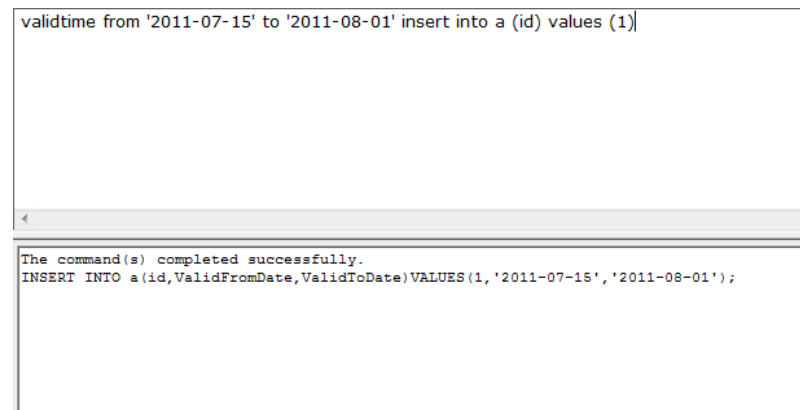 validtime from '2011-07-15' to '2011-08-01' insert into a (id) values (1)
The command(s) completed successfully.
INSERT INTO a(id,ValidFromDate,ValidToDate)VALUES(1,'2011-07-15','2011-08-01');